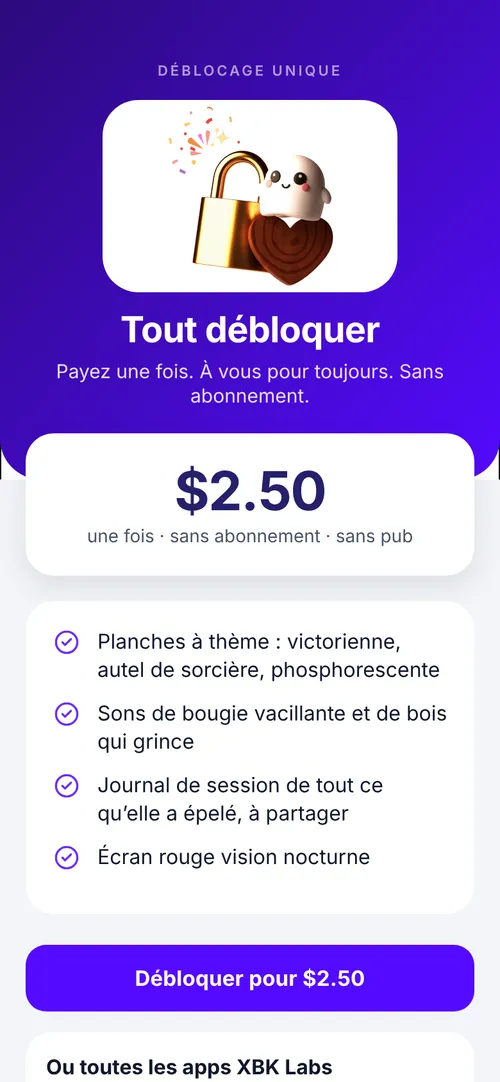 DÉBLOCAGE UNIQUE
Tout débloquer
Payez une fois. À vous pour toujours. Sans
abonnement.
$2.50
une fois · sans abonnement · sans pub
Planches à thème : victorienne,
autel de sorcière, phosphorescente
Sons de bougie vacillante et de bois
qui grince
Journal de session de tout ce
qu’elle a épelé, à partager
Écran rouge vision nocturne
Débloquer pour $2.50
Ou toutes les apps XBK Labs